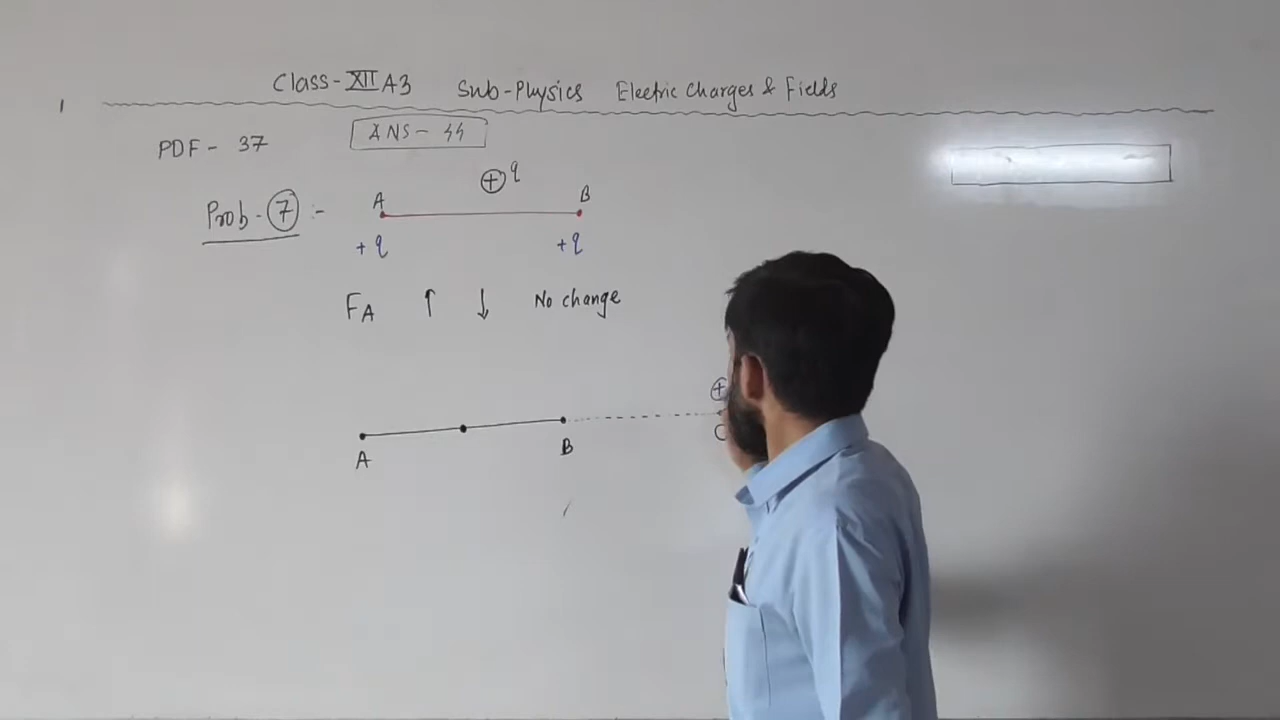 Class-XII A3 Sub-Physics Electric Charges & Fields
1
PDF - 37 ANS - 44
+ q
Prob-7 :- A B
+q +q
FA ↑ ↓ No change
+
A B C